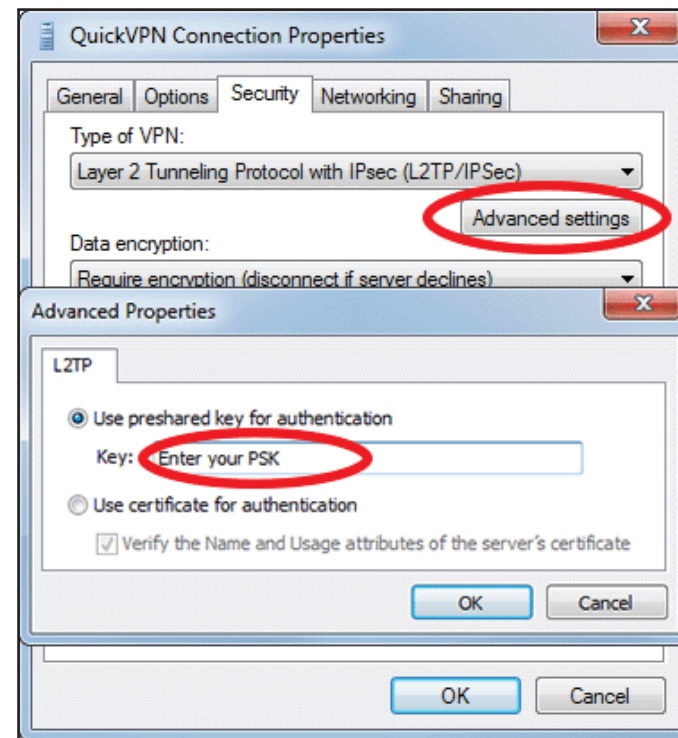 QuickVPN Connection Properties
General Options Security Networking Sharing
Type of VPN:
Layer 2 Tunneling Protocol with IPsec (L2TP/IPSec)
Advanced settings
Data encryption:
Require encryption (disconnect if server declines)
Advanced Properties
L2TP
Use preshared key for authentication
Key: Enter your PSK
Use certificate for authentication
Verify the Name and Usage attributes of the server's certificate
OK Cancel
OK Cancel